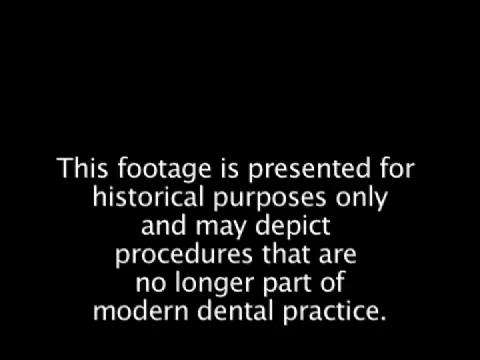 This footage is presented for
historical purposes only
and may depict
procedures that are
no longer part of
modern dental practice.